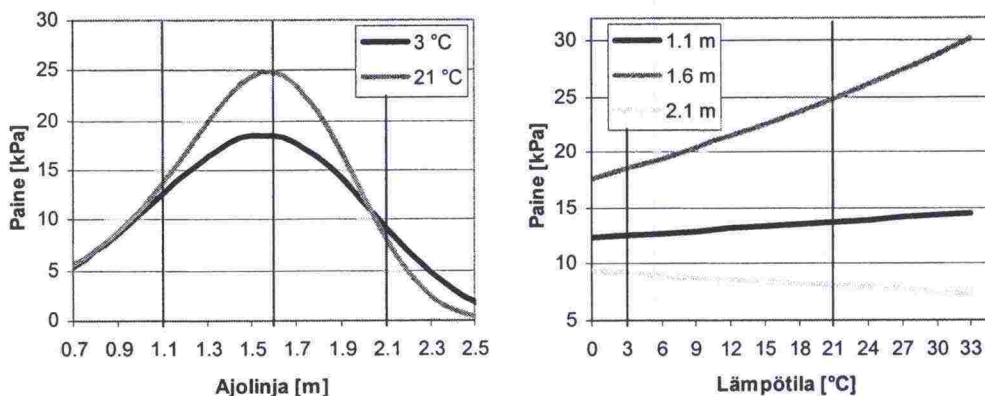 Paine [kPa]
30
25
20
15
10
5
0
3 °C
21 °C
0.7 0.9 1.1 1.3 1.5 1.7 1.9 2.1 2.3 2.5
Ajolinja [m]
Paine [kPa]
30
25
20
15
10
5
1.1 m
1.6 m
2.1 m
0 3 6 9 12 15 18 21 24 27 30 33
Lämpötila [°C]